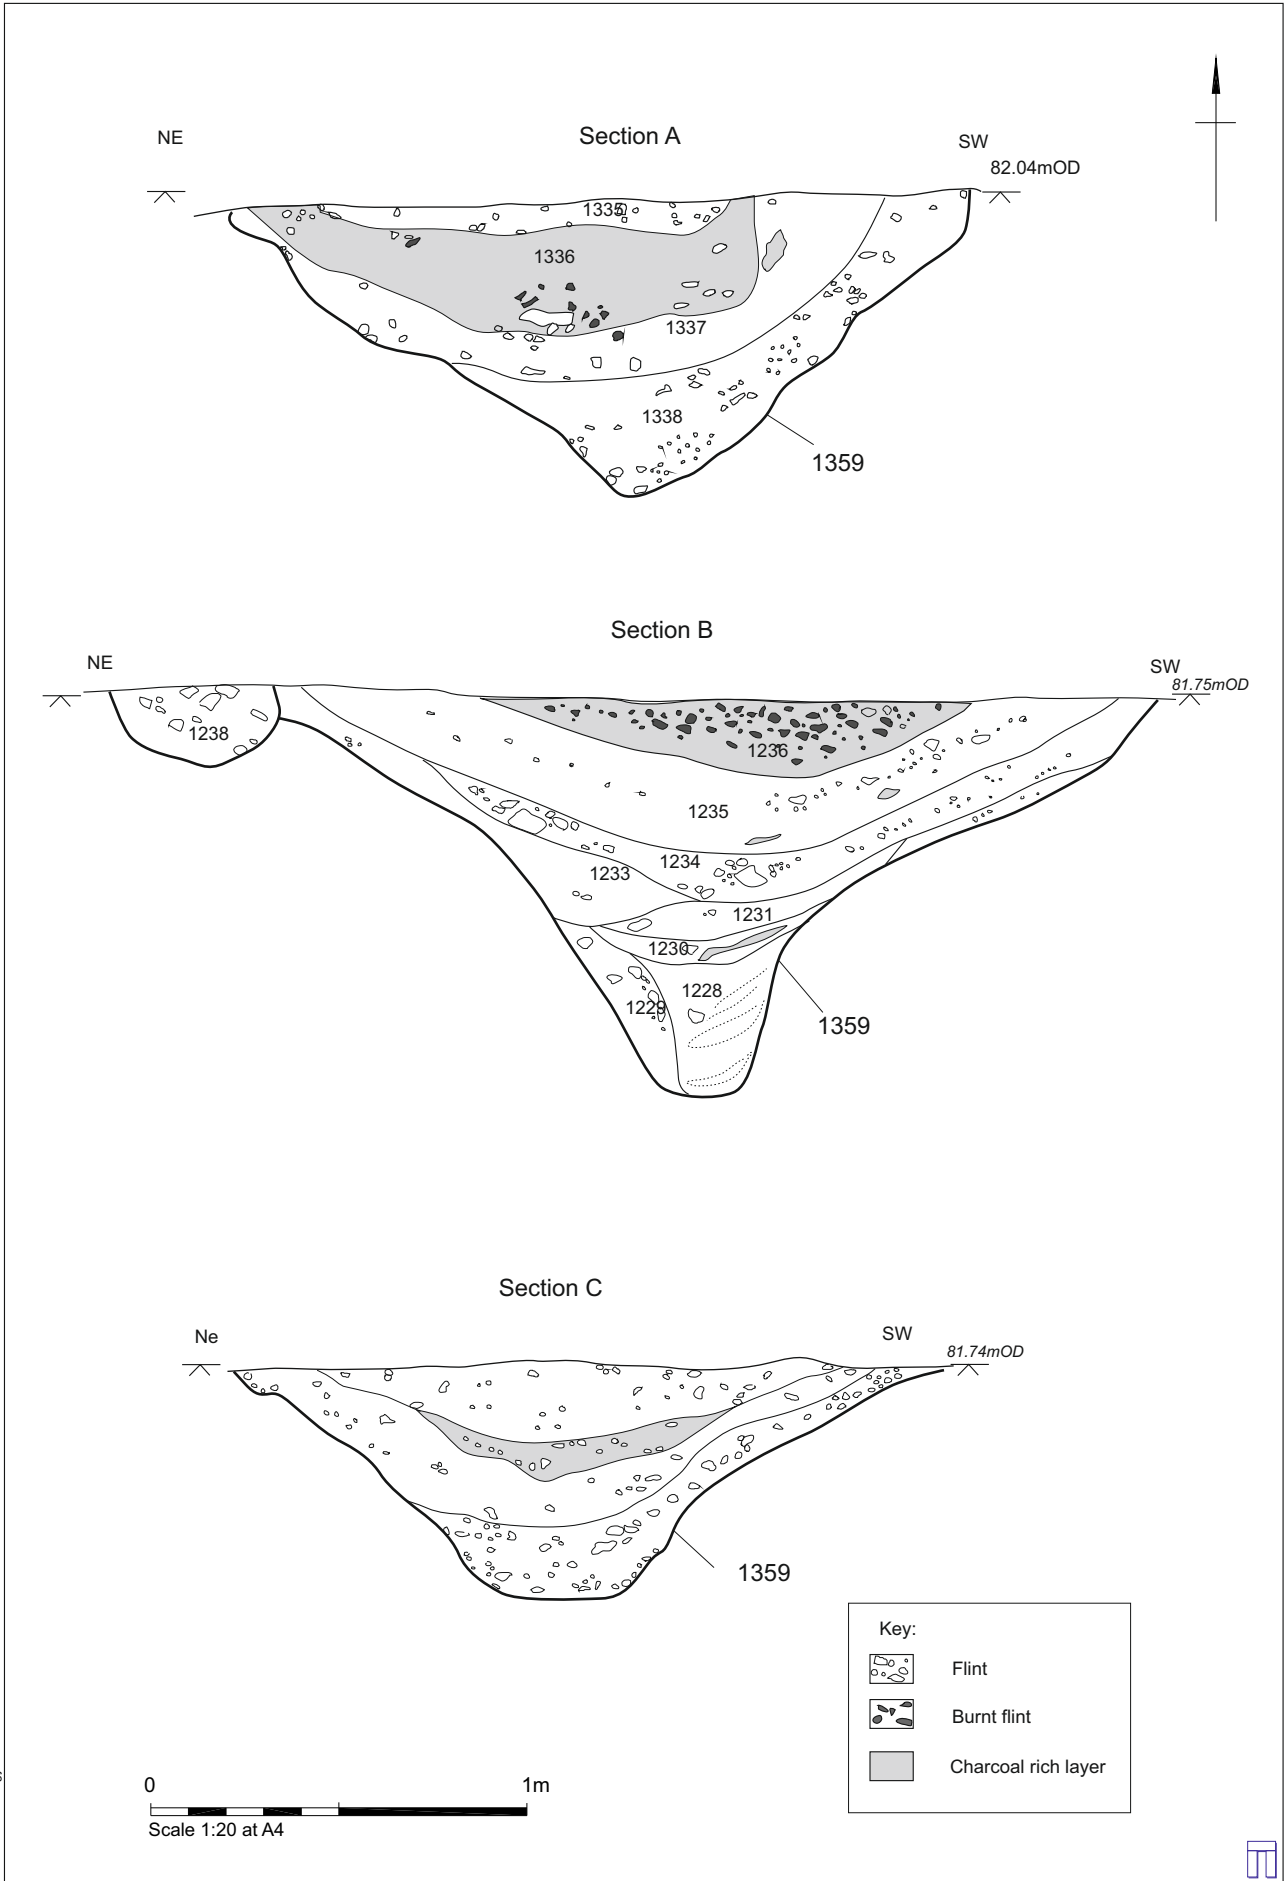 Section A
NE
SW
82.04mOD
1335
1336
1337
1338
1359
Section B
NE
SW
81.75mOD
1238
1236
1235
1234
1233
1231
1230
1228
1229
1359
Section C
Ne
SW
81.74mOD
1359
Key:
Flint
Burnt flint
Charcoal rich layer
0 1m
Scale 1:20 at A4